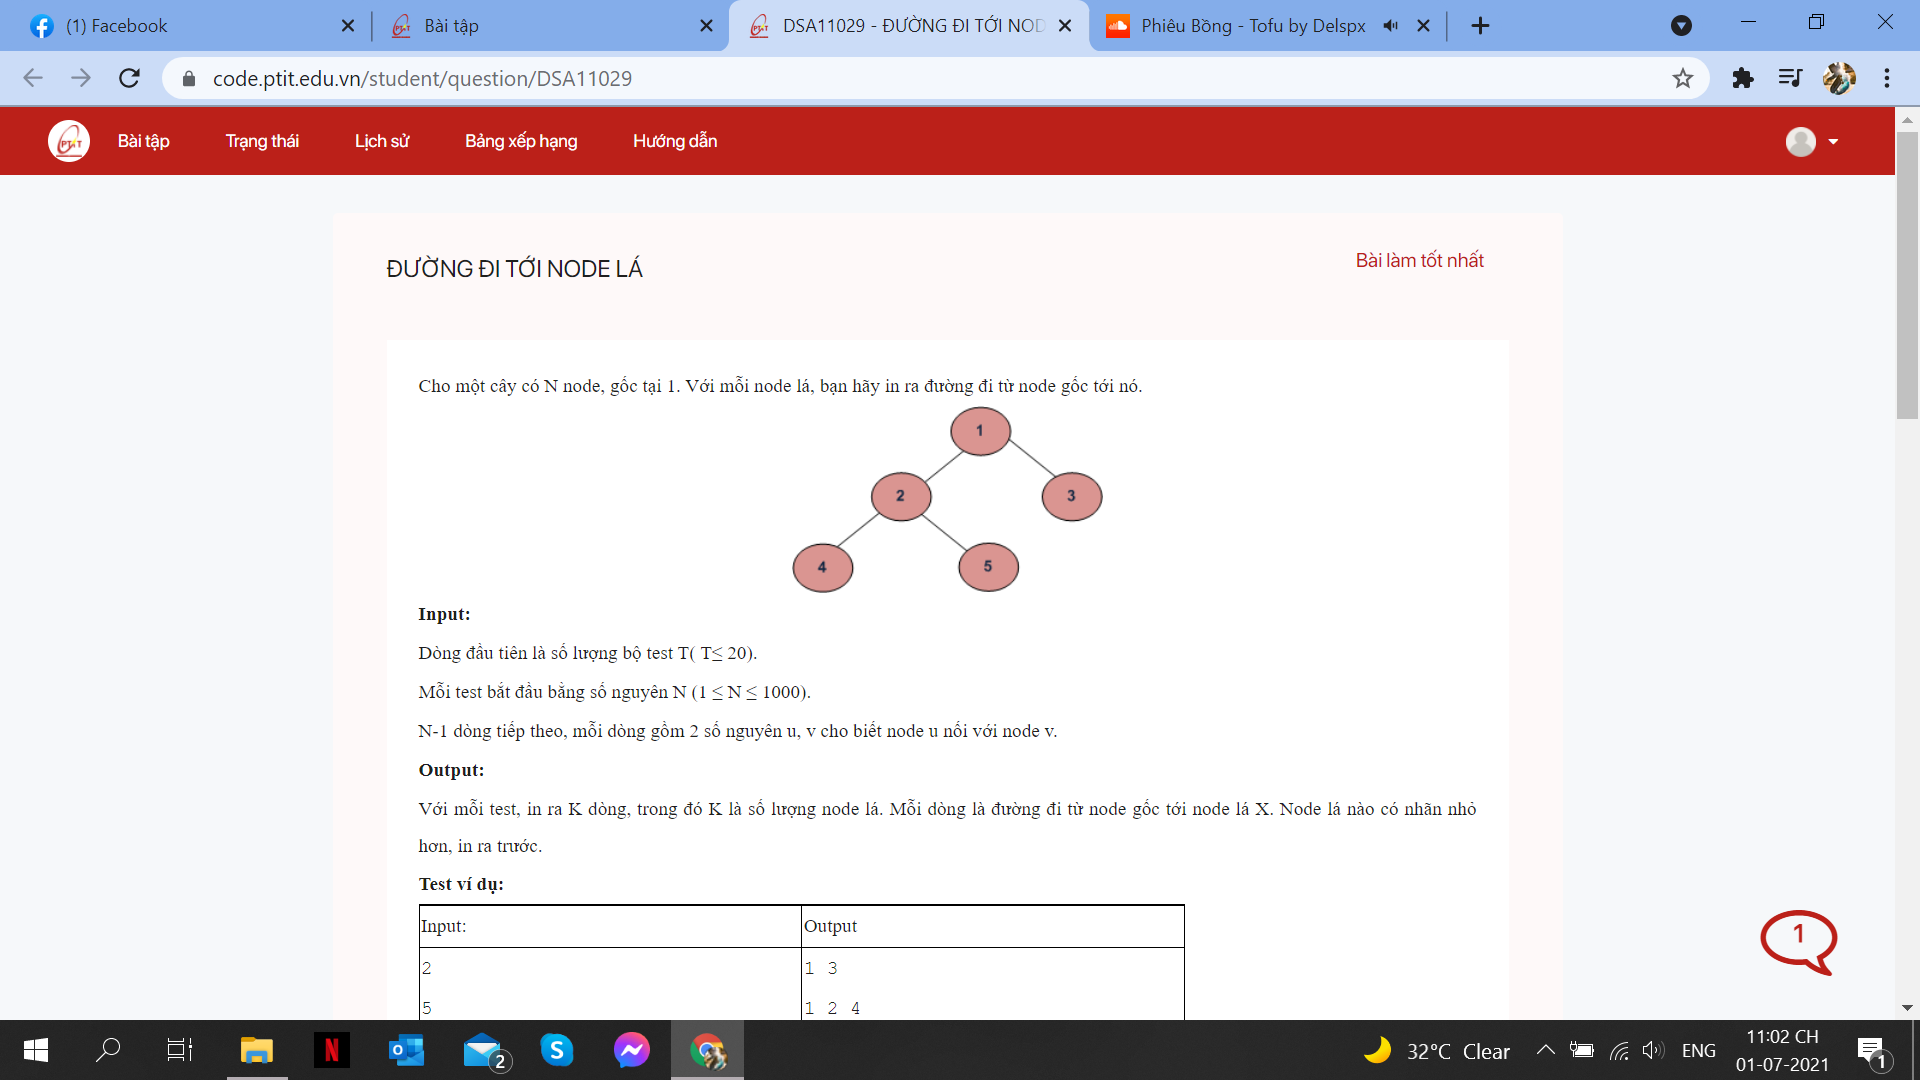 (1) Facebook
Bài tập
DSA11029 - ĐƯỜNG ĐI TỚI NOD
Phiêu Bồng - Tofu by Delspx
code.ptit.edu.vn/student/question/DSA11029
PTIT
Bài tập
Trạng thái
Lịch sử
Bảng xếp hạng
Hướng dẫn
ĐƯỜNG ĐI TỚI NODE LÁ
Bài làm tốt nhất
Cho một cây có N node, gốc tại 1. Với mỗi node lá, bạn hãy in ra đường đi từ node gốc tới nó.
1
2
3
4
5
Input:
Dòng đầu tiên là số lượng bộ test T( T≤ 20).
Mỗi test bắt đầu bằng số nguyên N (1 ≤ N ≤ 1000).
N-1 dòng tiếp theo, mỗi dòng gồm 2 số nguyên u, v cho biết node u nối với node v.
Output:
Với mỗi test, in ra K dòng, trong đó K là số lượng node lá. Mỗi dòng là đường đi từ node gốc tới node lá X. Node lá nào có nhãn nhỏ
hơn, in ra trước.
Test ví dụ:
Input:
Output
2
1 3
5
1 2 4
1
N
2
S
32°C Clear
ENG
11:02 CH
01-07-2021
1